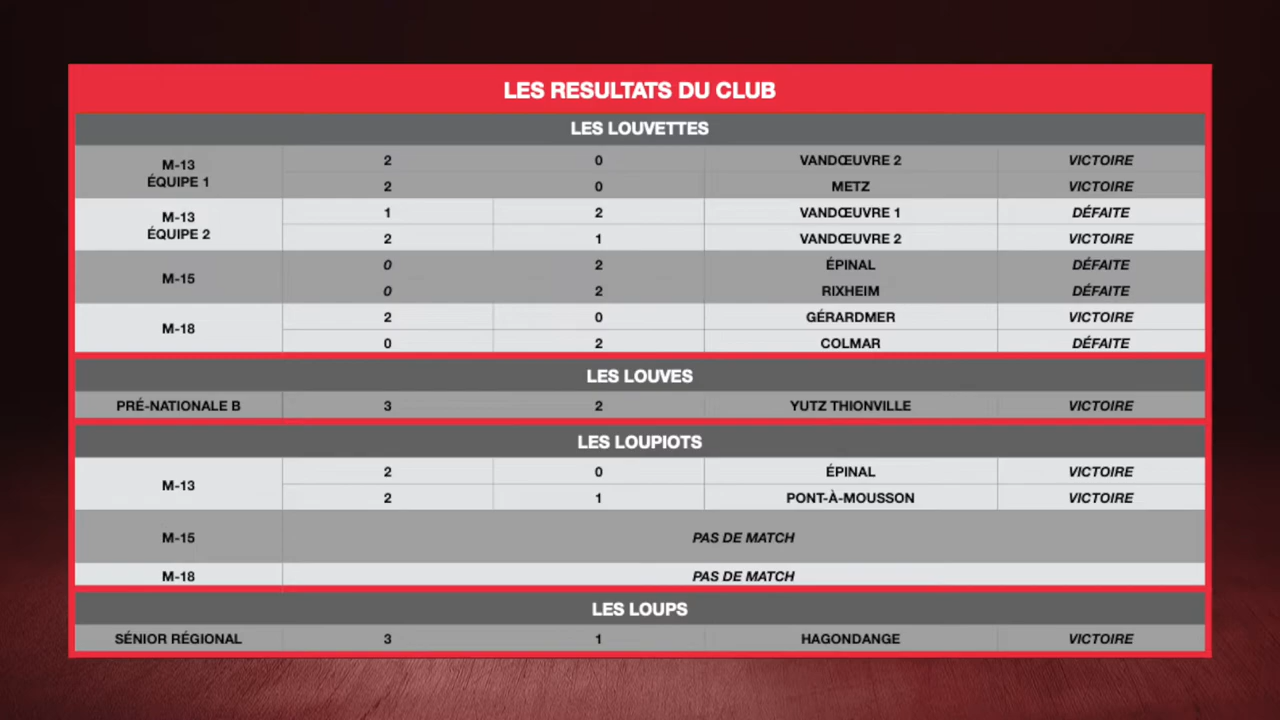 LES RESULTATS DU CLUB
LES LOUVETTES
M-13
ÉQUIPE 1
2 0 VANDŒUVRE 2 VICTOIRE
2 0 METZ VICTOIRE
M-13
ÉQUIPE 2
1 2 VANDŒUVRE 1 DÉFAITE
2 1 VANDŒUVRE 2 VICTOIRE
M-15
0 2 ÉPINAL DÉFAITE
0 2 RIXHEIM DÉFAITE
M-18
2 0 GÉRARDMER VICTOIRE
0 2 COLMAR DÉFAITE
LES LOUVES
PRÉ-NATIONALE B 3 2 YUTZ THIONVILLE VICTOIRE
LES LOUPIOTS
M-13
2 0 ÉPINAL VICTOIRE
2 1 PONT-À-MOUSSON VICTOIRE
M-15 PAS DE MATCH
M-18 PAS DE MATCH
LES LOUPS
SÉNIOR RÉGIONAL 3 1 HAGONDANGE VICTOIRE